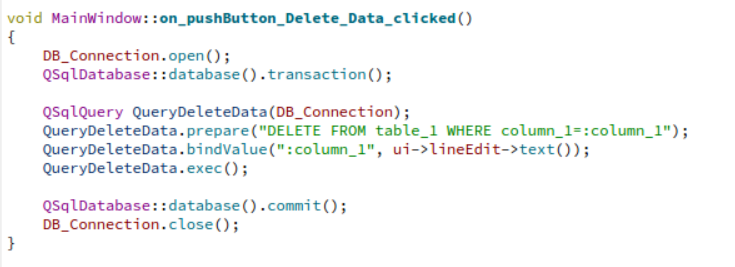 void MainWindow::on_pushButton_Delete_Data_clicked()
{
    DB_Connection.open();
    QSqlDatabase::database().transaction();
    QSqlQuery QueryDeleteData(DB_Connection);
    QueryDeleteData.prepare("DELETE FROM table_1 WHERE column_1=:column_1");
    QueryDeleteData.bindValue(":column_1", ui->lineEdit->text());
    QueryDeleteData.exec();
    QSqlDatabase::database().commit();
    DB_Connection.close();
}